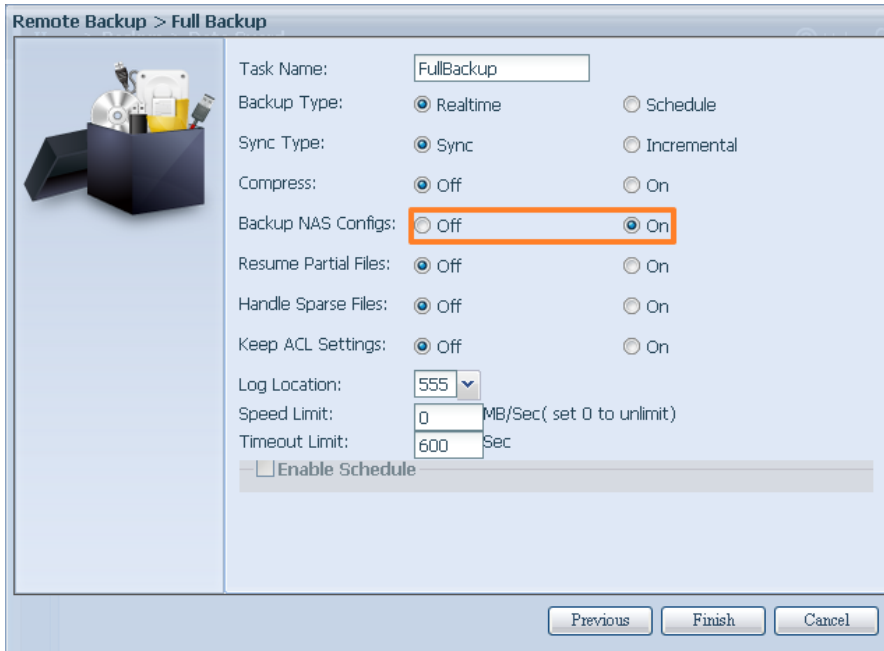 Remote Backup > Full Backup
Task Name: FullBackup
Backup Type: Realtime Schedule
Sync Type: Sync Incremental
Compress: Off On
Backup NAS Configs: Off On
Resume Partial Files: Off On
Handle Sparse Files: Off On
Keep ACL Settings: Off On
Log Location: 555
Speed Limit: 0 MB/Sec( set 0 to unlimit)
Timeout Limit: 600 Sec
Enable Schedule
Previous Finish Cancel